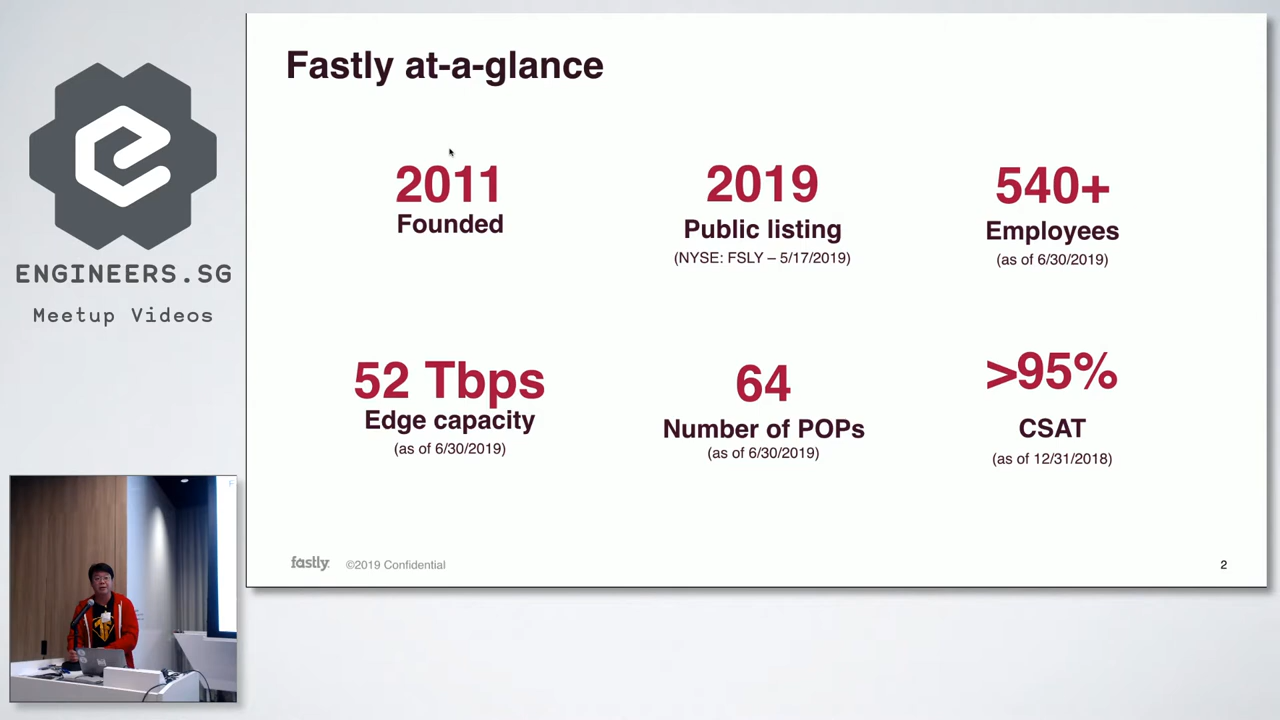 Fastly at-a-glance
2011
Founded
2019
Public listing
(NYSE: FSLY – 5/17/2019)
540+
Employees
(as of 6/30/2019)
52 Tbps
Edge capacity
(as of 6/30/2019)
64
Number of POPs
(as of 6/30/2019)
>95%
CSAT
(as of 12/31/2018)
fastly
©2019 Confidential
2
ENGINEERS.SG
Meetup Videos